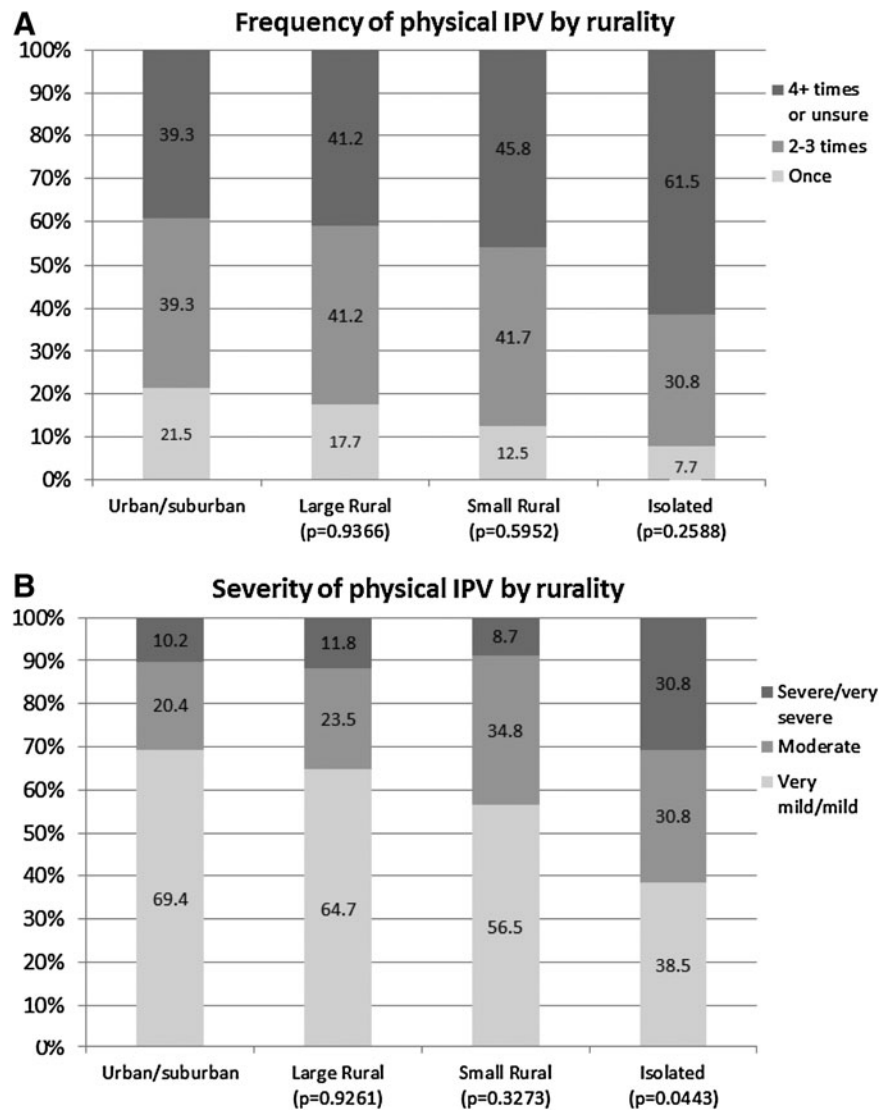 A
Frequency of physical IPV by rurality
100%
90%
80%
70%
60%
50%
40%
30%
20%
10%
0%
39.3
41.2
45.8
61.5
39.3
41.2
41.7
30.8
21.5
17.7
12.5
7.7
4+ times
or unsure
2-3 times
Once
Urban/suburban
Large Rural
(p=0.9366)
Small Rural
(p=0.5952)
Isolated
(p=0.2588)
B
Severity of physical IPV by rurality
100%
90%
80%
70%
60%
50%
40%
30%
20%
10%
0%
10.2
11.8
8.7
30.8
20.4
23.5
34.8
30.8
69.4
64.7
56.5
38.5
Severe/very
severe
Moderate
Very
mild/mild
Urban/suburban
Large Rural
(p=0.9261)
Small Rural
(p=0.3273)
Isolated
(p=0.0443)